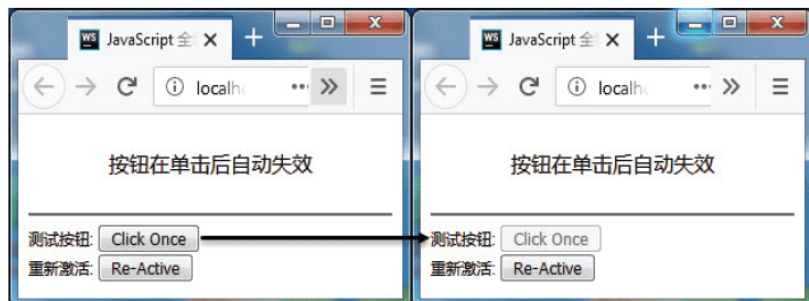 JavaScript 全
localh
按钮在单击后自动失效
测试按钮: Click Once
重新激活: Re-Active
JavaScript 全
localh
按钮在单击后自动失效
测试按钮: Click Once
重新激活: Re-Active